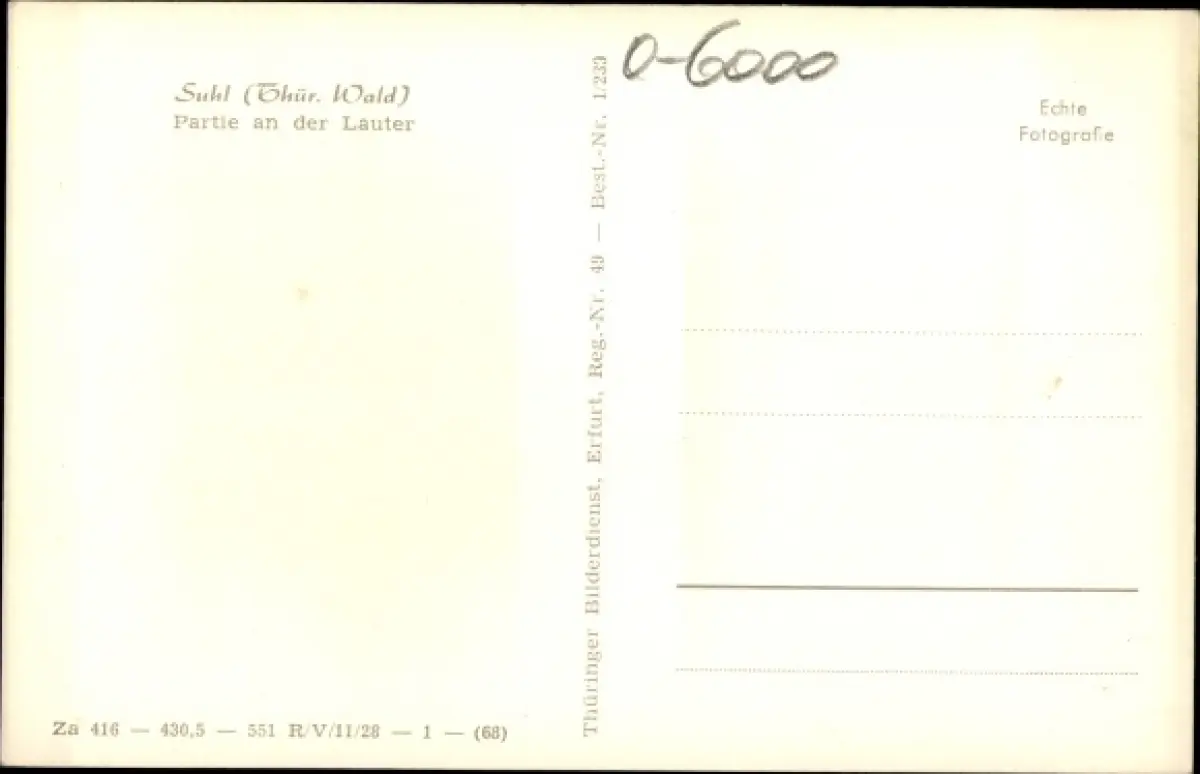 Suhl (Thür. Wald)
Partie an der Lauter
Za 416 — 430,5 — 551 R/V/11/28 — 1 — (68)
Thüringer Bilderdienst, Erfurt, Reg.-Nr. 49 — Best.-Nr. 1/239
O-6000
Echte
Fotografie